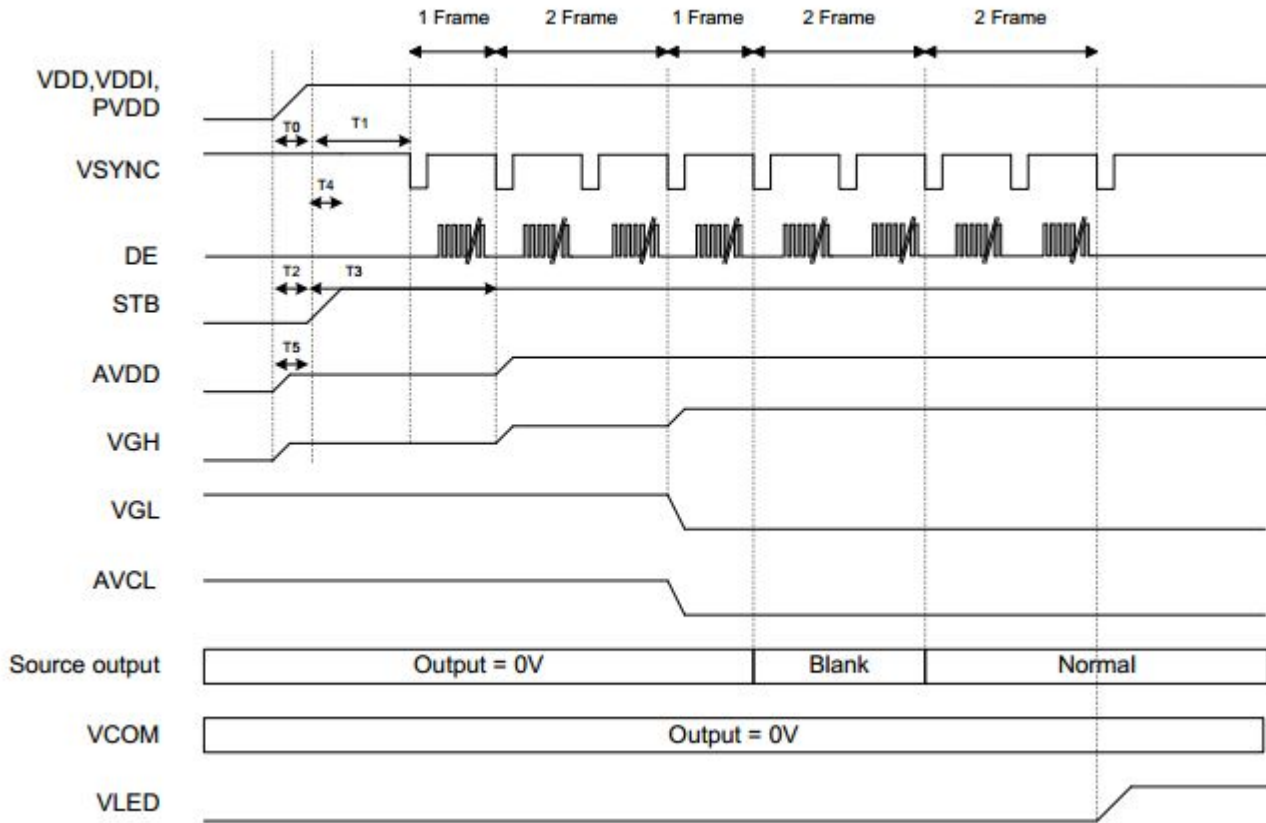 1 Frame 2 Frame 1 Frame 2 Frame 2 Frame
VDD,VDDI,
PVDD
T0 T1
VSYNC
T4
DE
T2 T3
STB
T5
AVDD
VGH
VGL
AVCL
Source output Output = 0V Blank Normal
VCOM Output = 0V
VLED